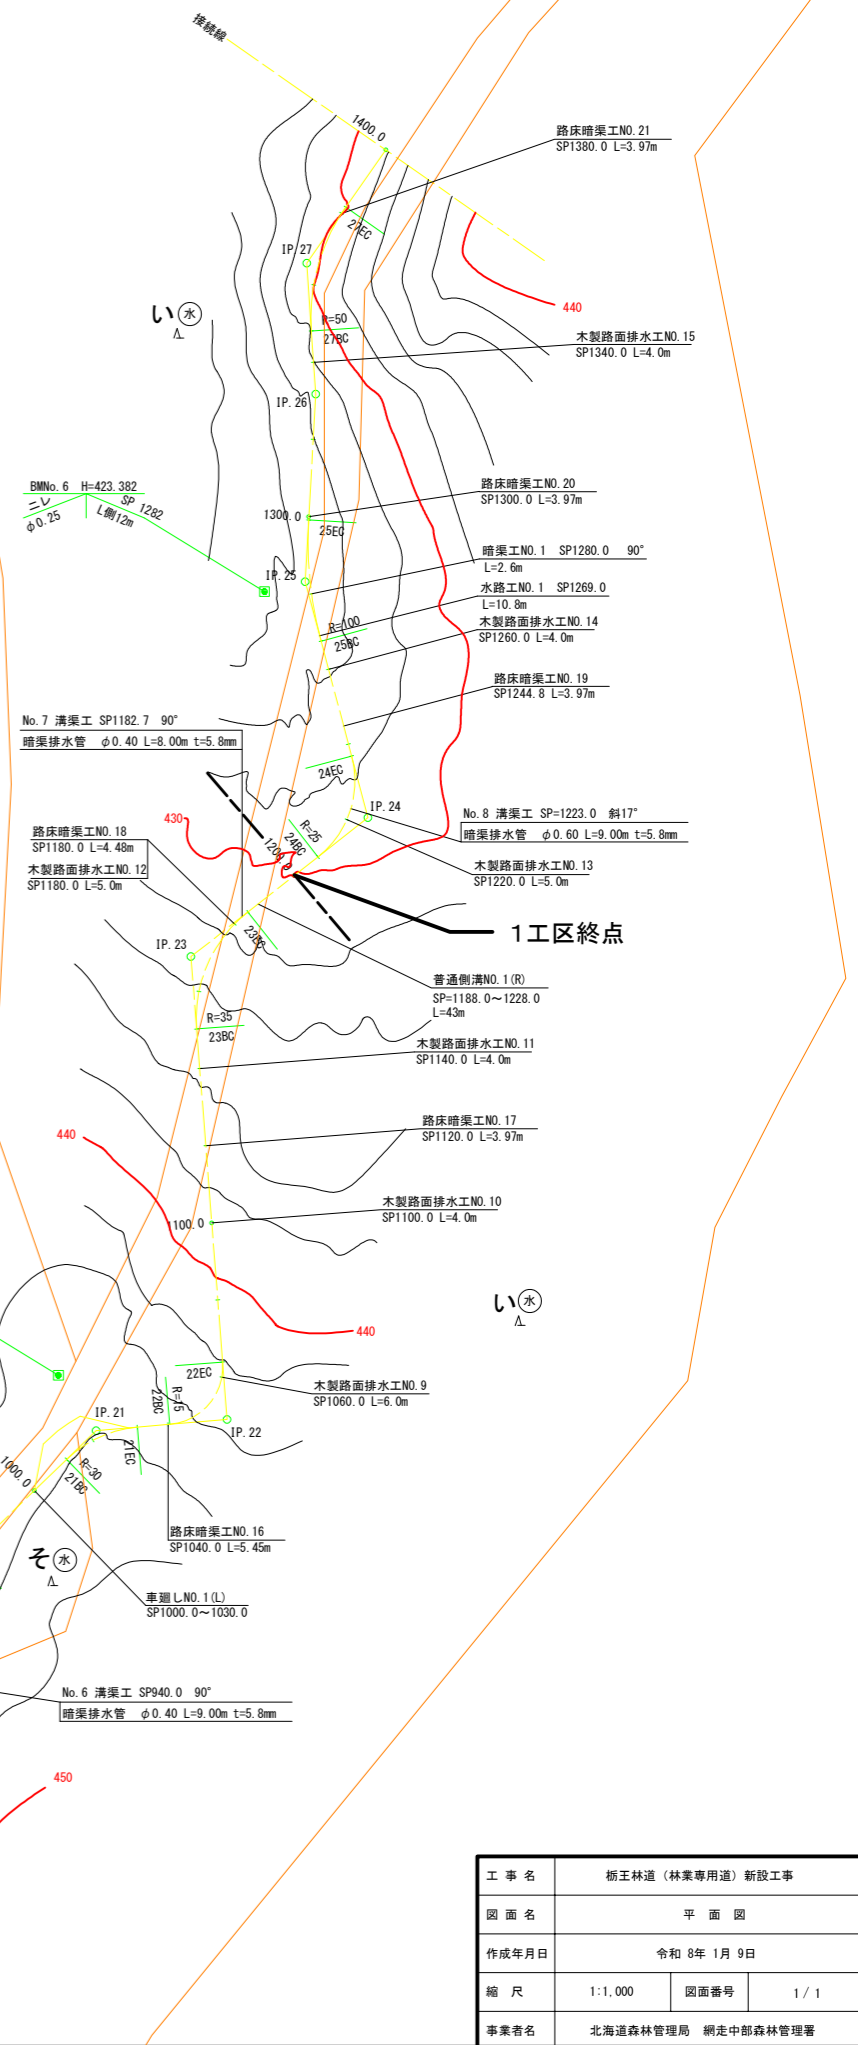 接続線
1400.0
路床暗渠工NO.21
SP1380.0 L=3.97m
27EC
IP.27
440
い㊌
R=50
27BC
木製路面排水工NO.15
SP1340.0 L=4.0m
IP.26
BMNo.6 H=423.382
ニレ
φ0.25
SP 1282
L側12m
路床暗渠工NO.20
SP1300.0 L=3.97m
1300.0
25EC
暗渠工NO.1 SP1280.0 90°
L=2.6m
IP.25
水路工NO.1 SP1269.0
L=10.8m
R=100
25BC
木製路面排水工NO.14
SP1260.0 L=4.0m
路床暗渠工NO.19
SP1244.8 L=3.97m
No.7 溝渠工 SP1182.7 90°
暗渠排水管 φ0.40 L=8.00m t=5.8mm
24EC
IP.24
No.8 溝渠工 SP=1223.0 斜17°
暗渠排水管 φ0.60 L=9.00m t=5.8mm
430
R=25
24BC
1200.0
路床暗渠工NO.18
SP1180.0 L=4.48m
木製路面排水工NO.12
SP1180.0 L=5.0m
木製路面排水工NO.13
SP1220.0 L=5.0m
1工区終点
23EC
IP.23
普通側溝NO.1(R)
SP=1188.0～1228.0
L=43m
R=35
23BC
木製路面排水工NO.11
SP1140.0 L=4.0m
路床暗渠工NO.17
SP1120.0 L=3.97m
440
木製路面排水工NO.10
SP1100.0 L=4.0m
1100.0
い㊌
440
22EC
木製路面排水工NO.9
SP1060.0 L=6.0m
R=15
22BC
IP.21
IP.22
21EC
R=30
21BC
1000.0
路床暗渠工NO.16
SP1040.0 L=5.45m
そ㊌
車廻しNO.1(L)
SP1000.0～1030.0
No.6 溝渠工 SP940.0 90°
暗渠排水管 φ0.40 L=9.00m t=5.8mm
450
工事名 栃王林道（林業専用道）新設工事
図面名 平面図
作成年月日 令和 8年 1月 9日
縮尺 1:1,000 図面番号 1 / 1
事業者名 北海道森林管理局 網走中部森林管理署